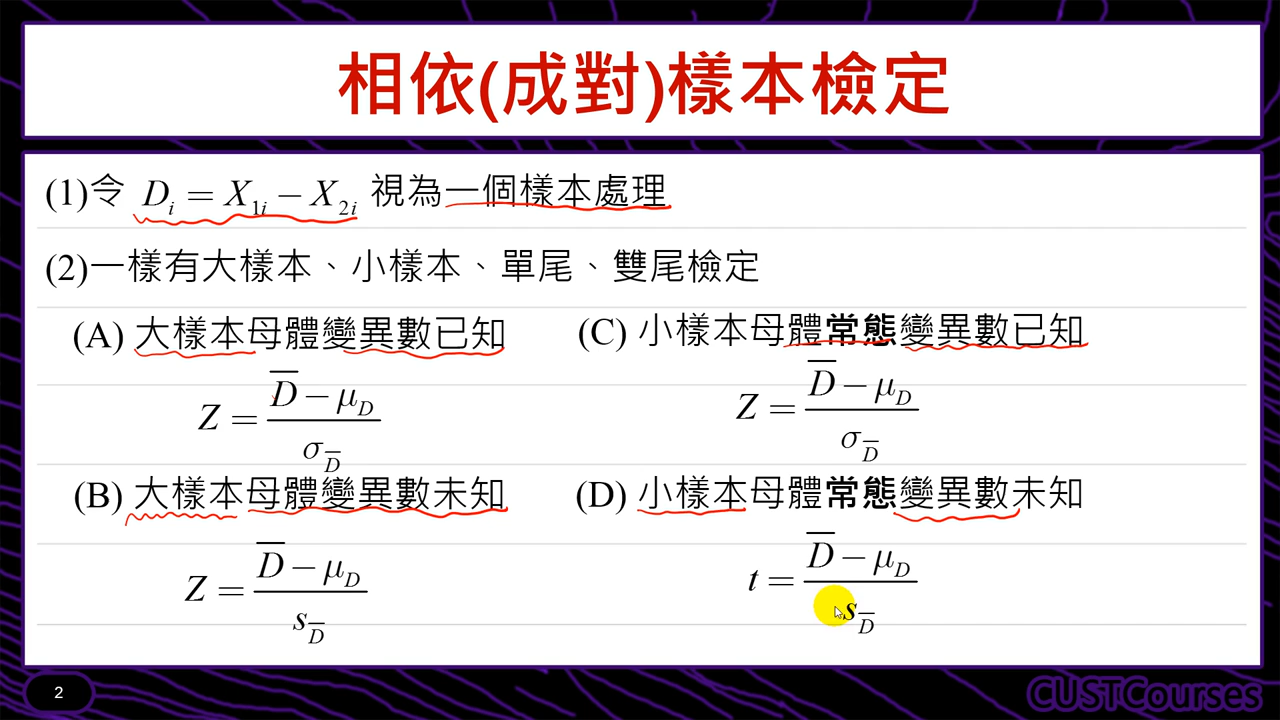 相依(成對)樣本檢定
(1)令 Dᵢ = X₁ᵢ − X₂ᵢ 視為一個樣本處理
(2)一樣有大樣本、小樣本、單尾、雙尾檢定
(A) 大樣本母體變異數已知
Z = (D̅ − μ_D) / σ_D̅
(B) 大樣本母體變異數未知
Z = (D̅ − μ_D) / s_D̅
(C) 小樣本母體常態變異數已知
Z = (D̅ − μ_D) / σ_D̅
(D) 小樣本母體常態變異數未知
t = (D̅ − μ_D) / s_D̅
2
CUSTCourses